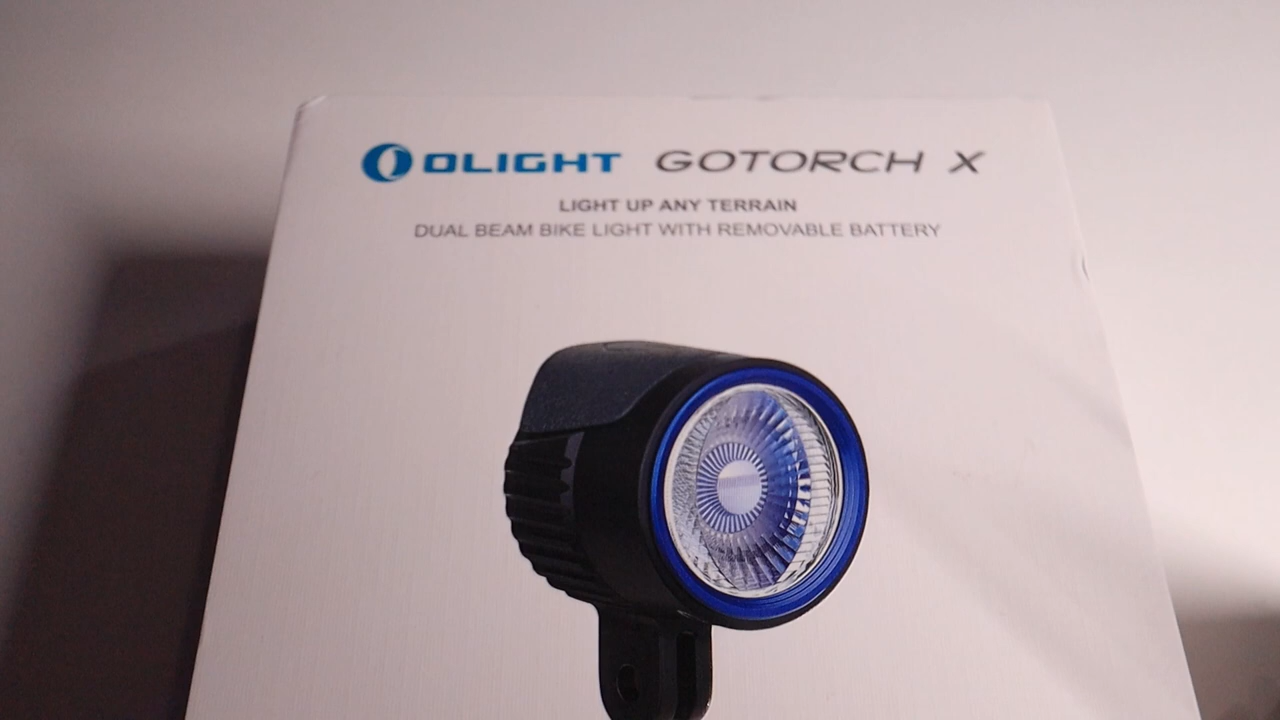 OLIGHT GOTORCH X
LIGHT UP ANY TERRAIN
DUAL BEAM BIKE LIGHT WITH REMOVABLE BATTERY